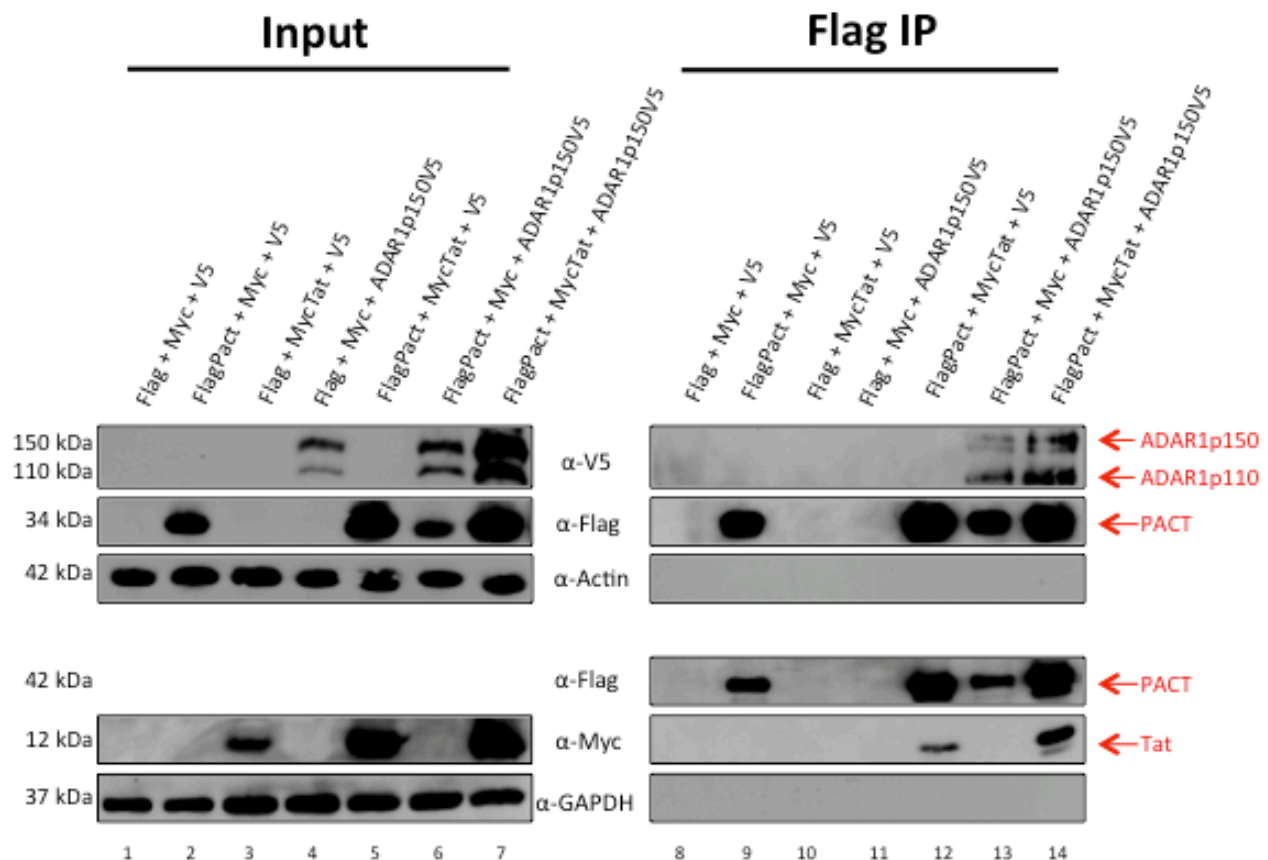 Input
Flag IP
Flag + Myc + V5
FlagPact + Myc + V5
Flag + MycTat + V5
Flag + Myc + ADAR1p150V5
FlagPact + MycTat + V5
FlagPact + Myc + ADAR1p150V5
FlagPact + MycTat + ADAR1p150V5
Flag + Myc + V5
FlagPact + Myc + V5
Flag + MycTat + V5
Flag + Myc + ADAR1p150V5
FlagPact + MycTat + V5
FlagPact + Myc + ADAR1p150V5
FlagPact + MycTat + ADAR1p150V5
150 kDa
110 kDa
α-V5
ADAR1p150
ADAR1p110
34 kDa
α-Flag
PACT
42 kDa
α-Actin
42 kDa
α-Flag
PACT
12 kDa
α-Myc
Tat
37 kDa
α-GAPDH
1 2 3 4 5 6 7 8 9 10 11 12 13 14